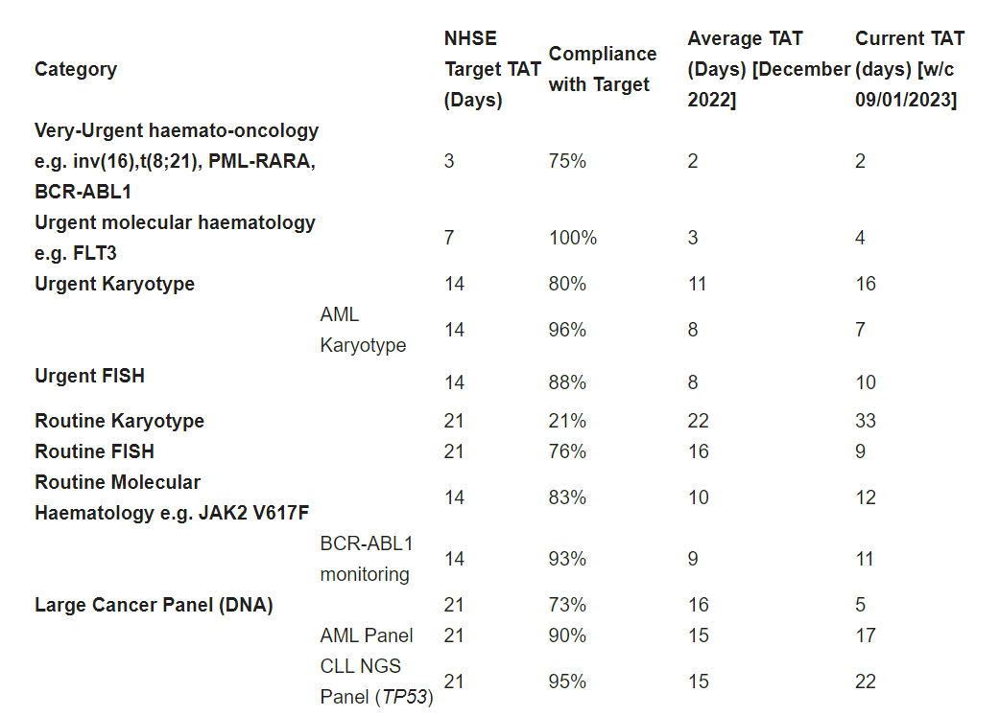 Category NHSE Target TAT (Days) Compliance with Target Average TAT (Days) [December 2022] Current TAT (days) [w/c 09/01/2023]
Very-Urgent haemato-oncology e.g. inv(16),t(8;21), PML-RARA, BCR-ABL1 3 75% 2 2
Urgent molecular haematology e.g. FLT3 7 100% 3 4
Urgent Karyotype 14 80% 11 16
AML Karyotype 14 96% 8 7
Urgent FISH 14 88% 8 10
Routine Karyotype 21 21% 22 33
Routine FISH 21 76% 16 9
Routine Molecular Haematology e.g. JAK2 V617F 14 83% 10 12
BCR-ABL1 monitoring 14 93% 9 11
Large Cancer Panel (DNA) 21 73% 16 5
AML Panel 21 90% 15 17
CLL NGS Panel (TP53) 21 95% 15 22